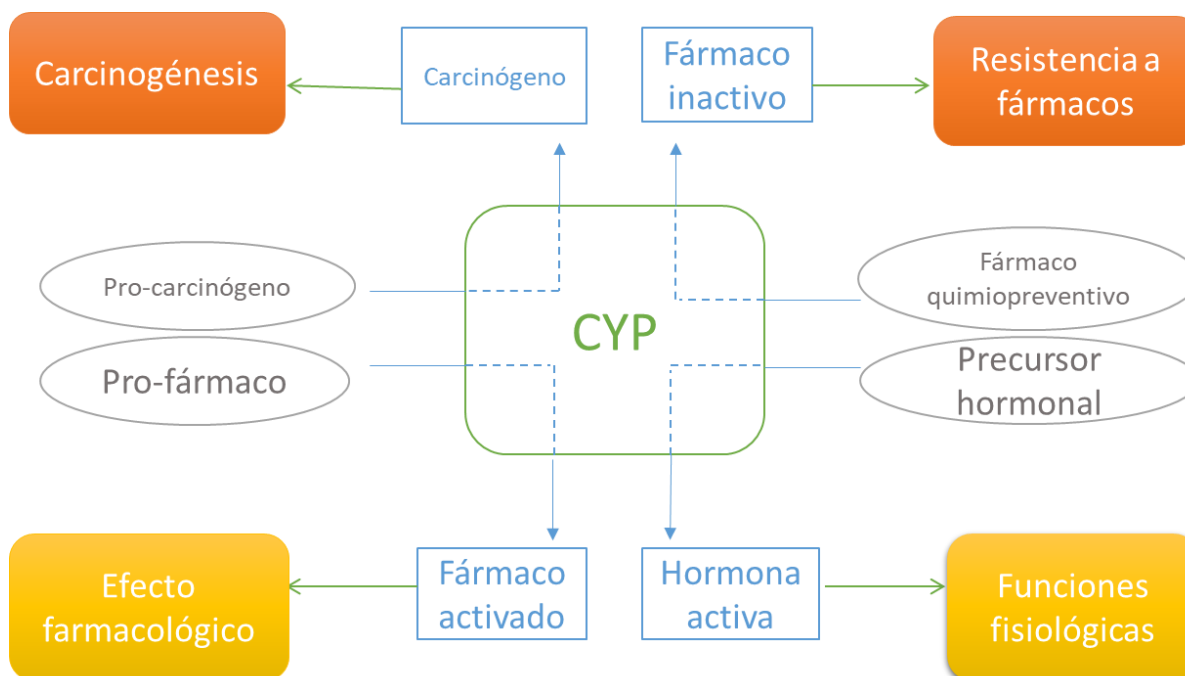 Carcinogénesis
Carcinógeno
Fármaco
inactivo
Resistencia a
fármacos
Pro-carcinógeno
Pro-fármaco
CYP
Fármaco
quimiopreventivo
Precursor
hormonal
Efecto
farmacológico
Fármaco
activado
Hormona
activa
Funciones
fisiológicas